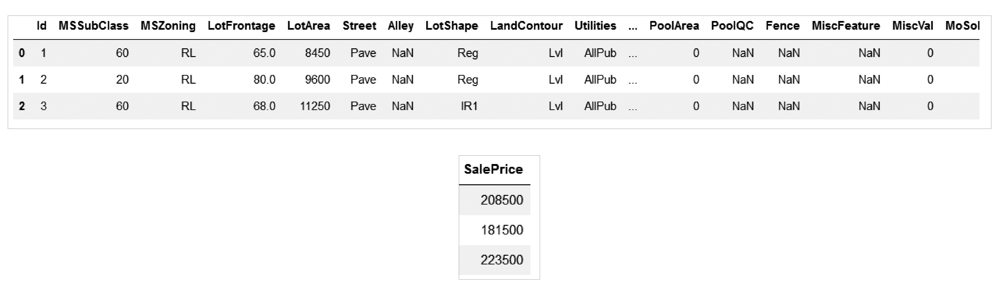 Id MSSubClass MSZoning LotFrontage LotArea Street Alley LotShape LandContour Utilities ... PoolArea PoolQC Fence MiscFeature MiscVal MoSol
0 1 60 RL 65.0 8450 Pave NaN Reg Lvl AllPub ... 0 NaN NaN NaN 0
1 2 20 RL 80.0 9600 Pave NaN Reg Lvl AllPub ... 0 NaN NaN NaN 0
2 3 60 RL 68.0 11250 Pave NaN IR1 Lvl AllPub ... 0 NaN NaN NaN 0
SalePrice
208500
181500
223500